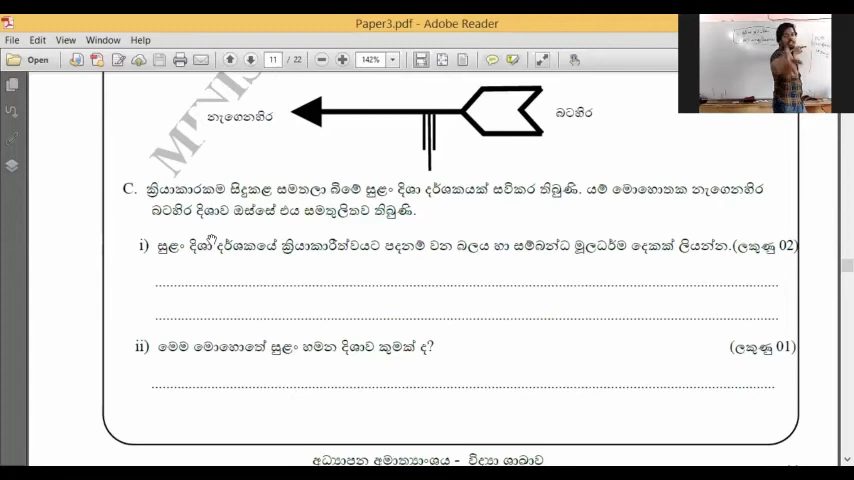 Paper3.pdf - Adobe Reader
File Edit View Window Help
Open 11 / 22 142%
MINIS
නැගෙනහිර
බටහිර
C. ක්‍රියාකාරකම සිදුකළ සමතලා බිමේ සුළං දිශා දර්ශකයක් සවිකර තිබුණි. යම් මොහොතක නැගෙනහිර
බටහිර දිශාව ඔස්සේ එය සමතුලිතව තිබුණි.
i) සුළං දිශා දර්ශකයේ ක්‍රියාකාරීත්වයට පදනම් වන බලය හා සම්බන්ධ මූලධර්ම දෙකක් ලියන්න.(ලකුණු 02)
ii) මෙම මොහොතේ සුළං හමන දිශාව කුමක් ද? (ලකුණු 01)
අධ්‍යාපන අමාත්‍යාංශය - විද්‍යා ශාඛාව